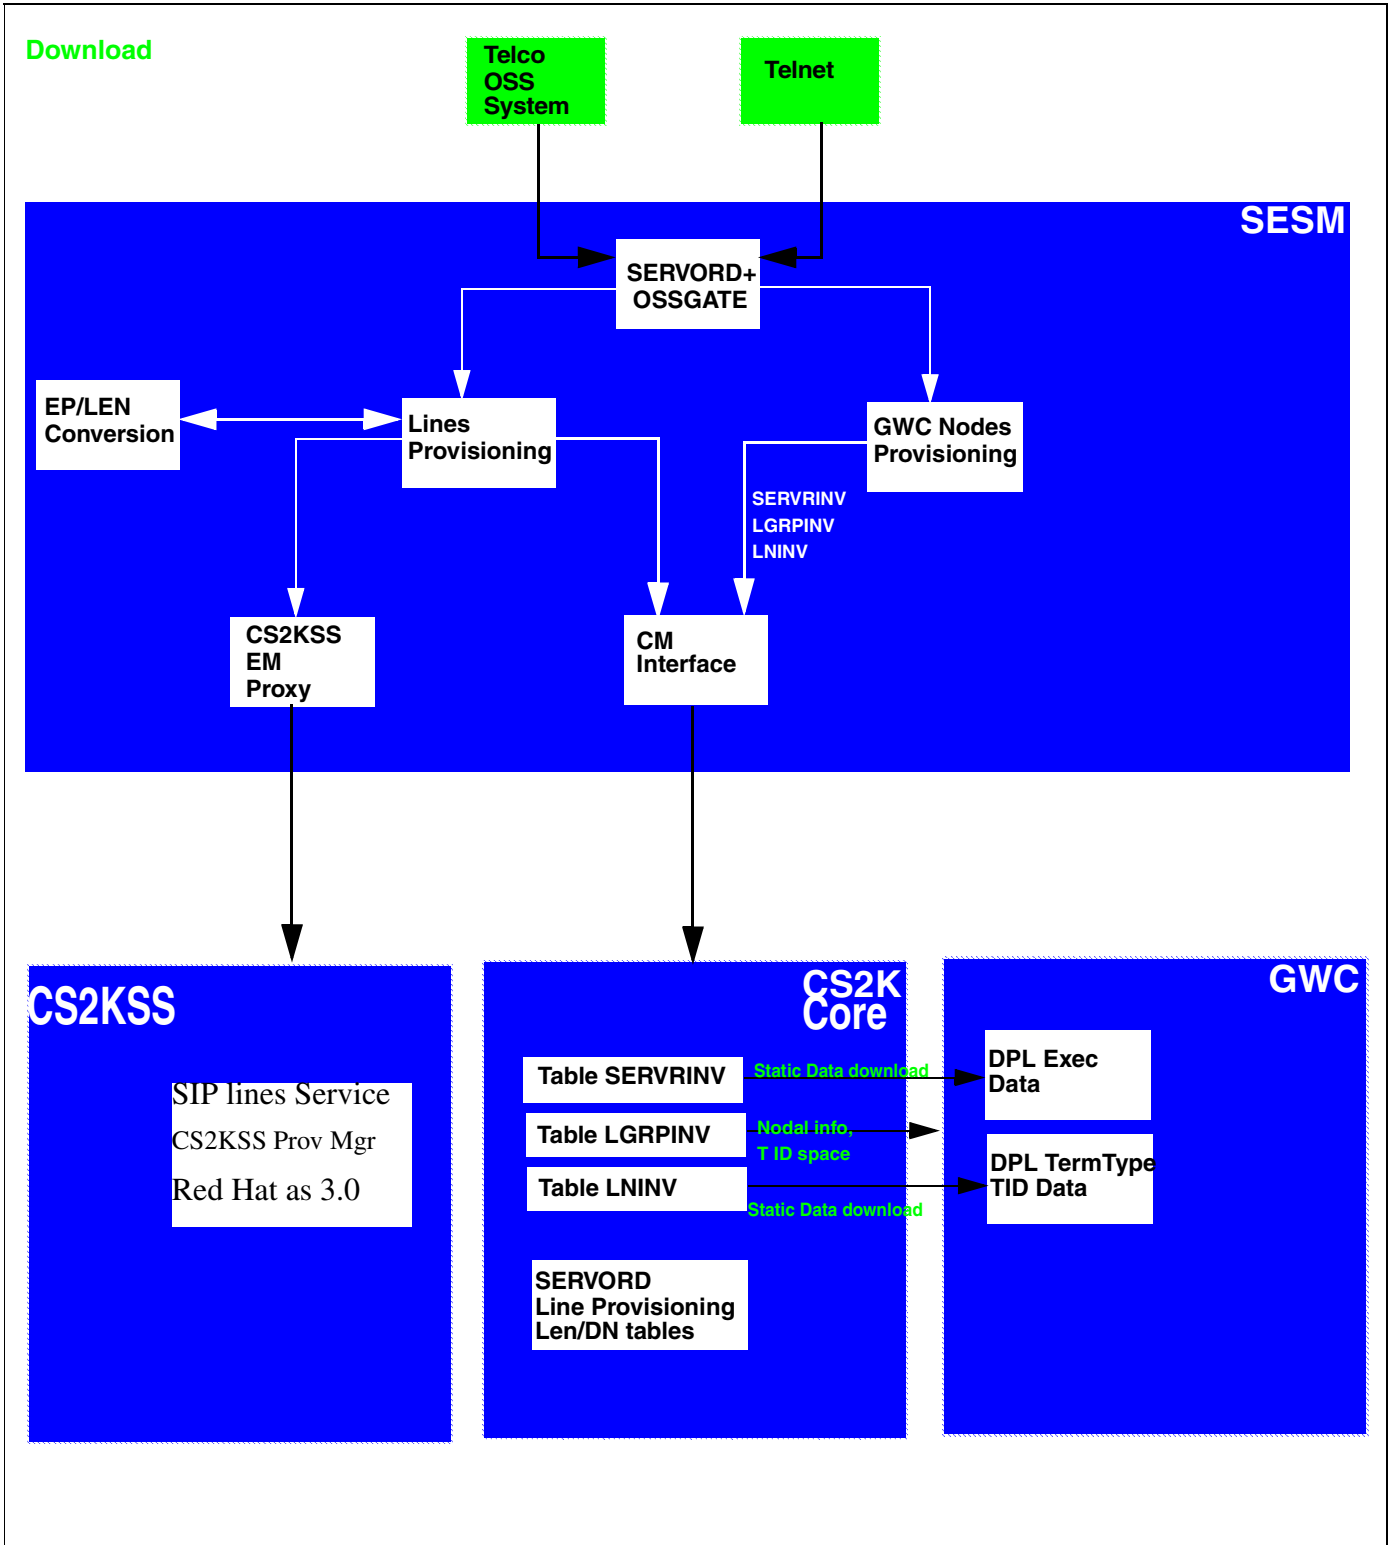 Download
Telco
OSS
System
Telnet
SESM
SERVORD+
OSSGATE
EP/LEN
Conversion
Lines
Provisioning
GWC Nodes
Provisioning
SERVRINV
LGRPINV
LNINV
CS2KSS
EM
Proxy
CM
Interface
CS2KSS
SIP lines Service
CS2KSS Prov Mgr
Red Hat as 3.0
CS2K
Core
Table SERVRINV
Table LGRPINV
Table LNINV
SERVORD
Line Provisioning
Len/DN tables
Static Data download
Nodal info,
T ID space
Static Data download
GWC
DPL Exec
Data
DPL TermType
TID Data